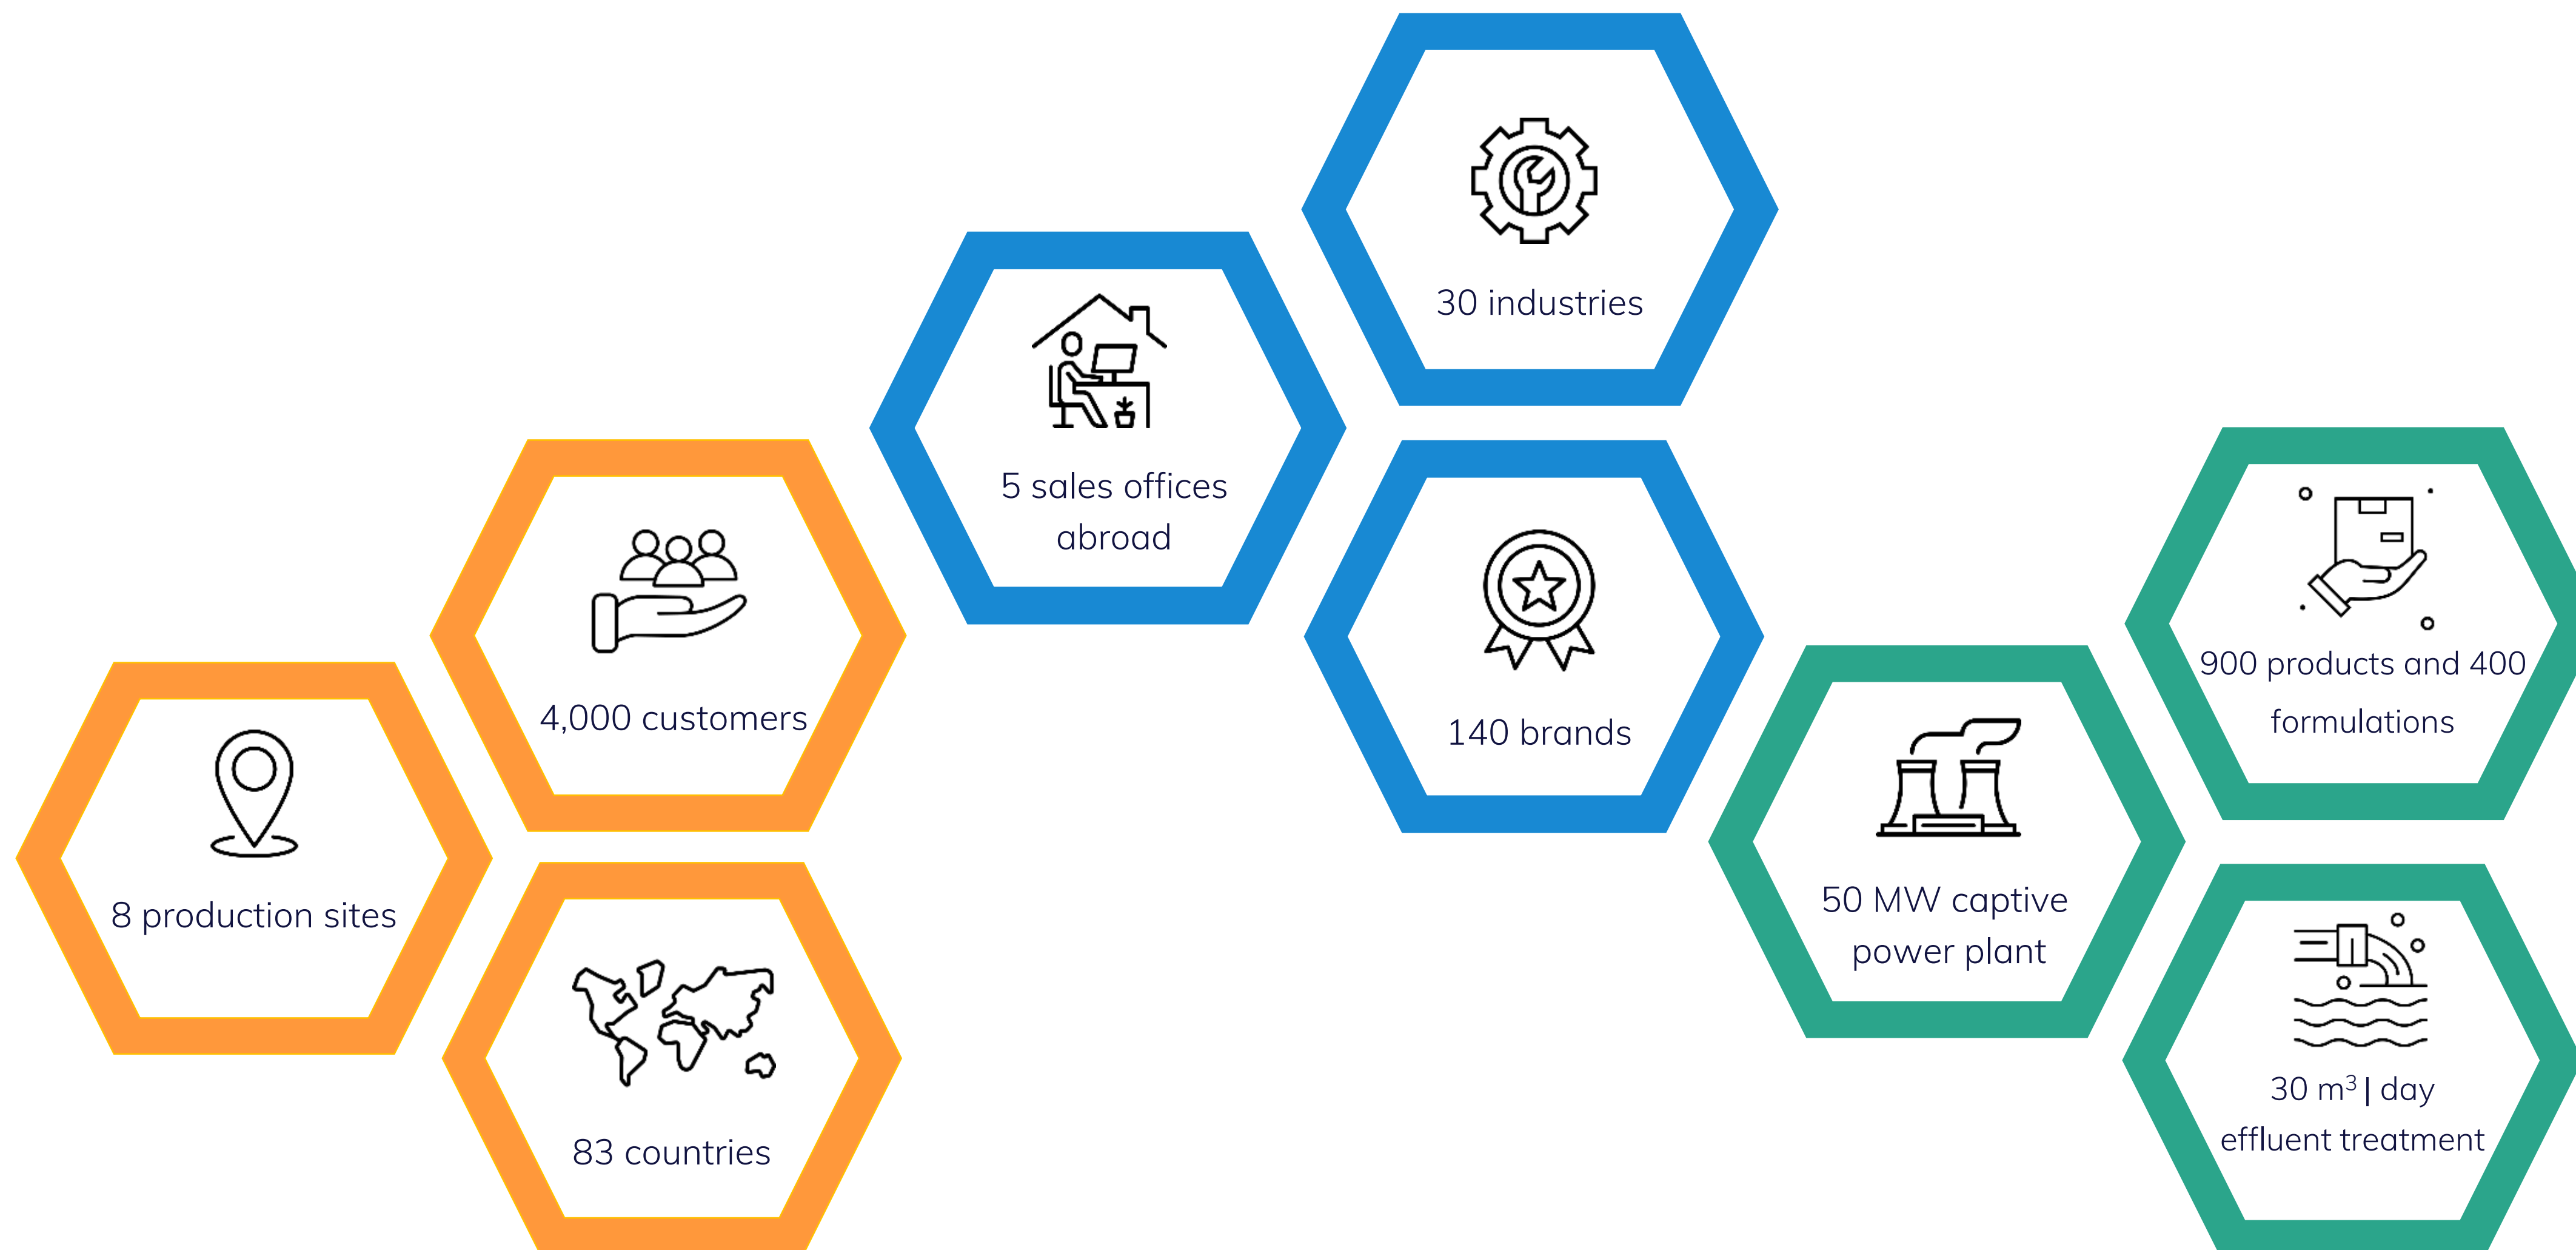 30 industries
5 sales offices
abroad
4,000 customers
140 brands
8 production sites
83 countries
900 products and 400
formulations
50 MW captive
power plant
30 m³ | day
effluent treatment